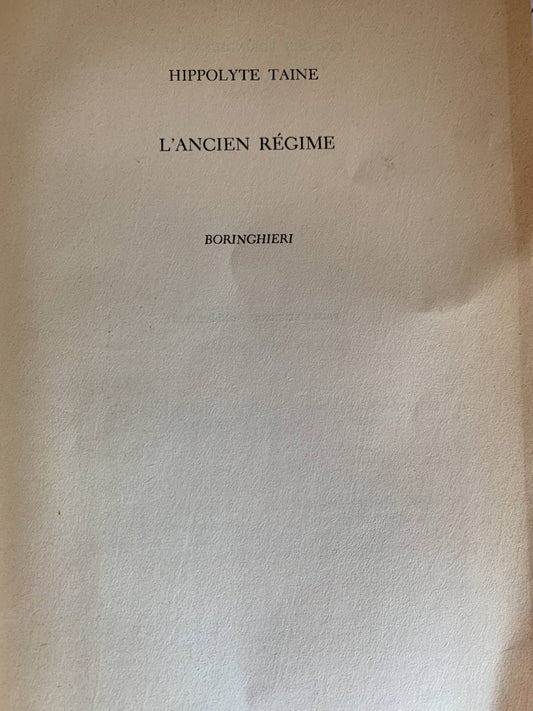 HIPPOLYTE TAINE
L'ANCIEN RÉGIME
BORINGHIERI